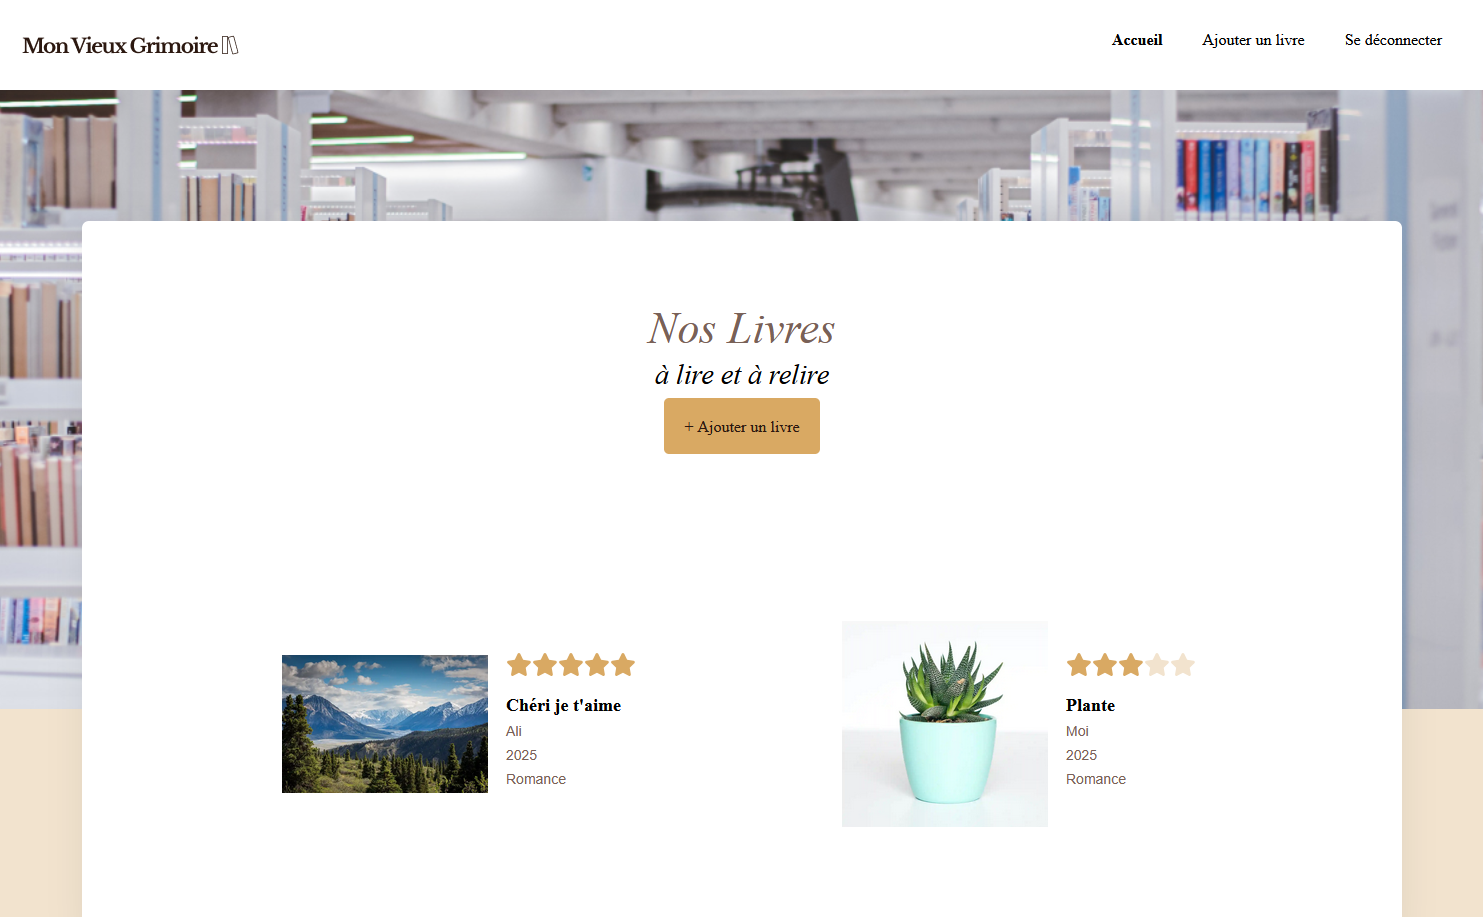 Mon Vieux Grimoire
Accueil
Ajouter un livre
Se déconnecter
Nos Livres
à lire et à relire
+ Ajouter un livre
Chéri je t'aime
Ali
2025
Romance
Plante
Moi
2025
Romance